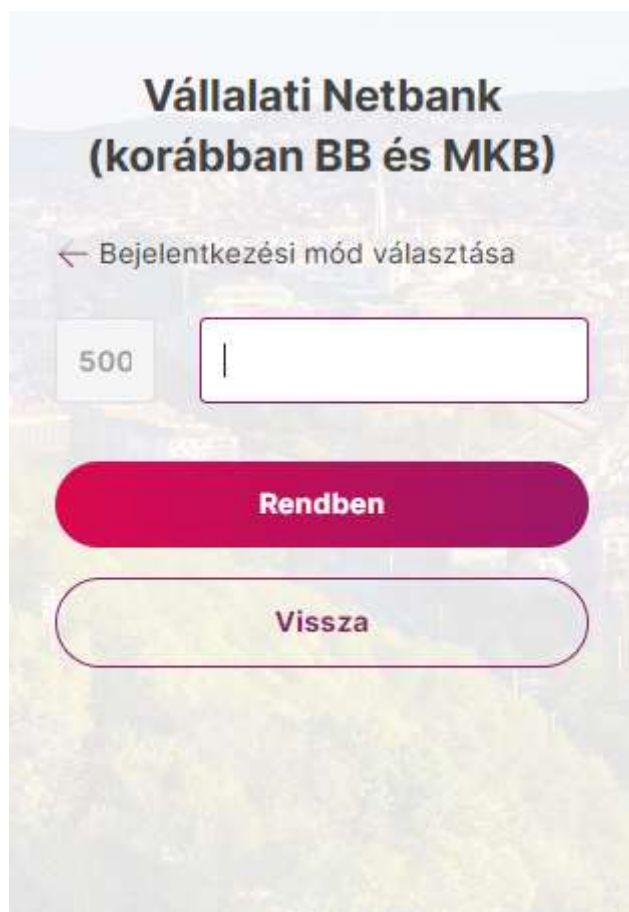 Vállalati Netbank
(korábban BB és MKB)
← Bejelentkezési mód választása
500
Rendben
Vissza